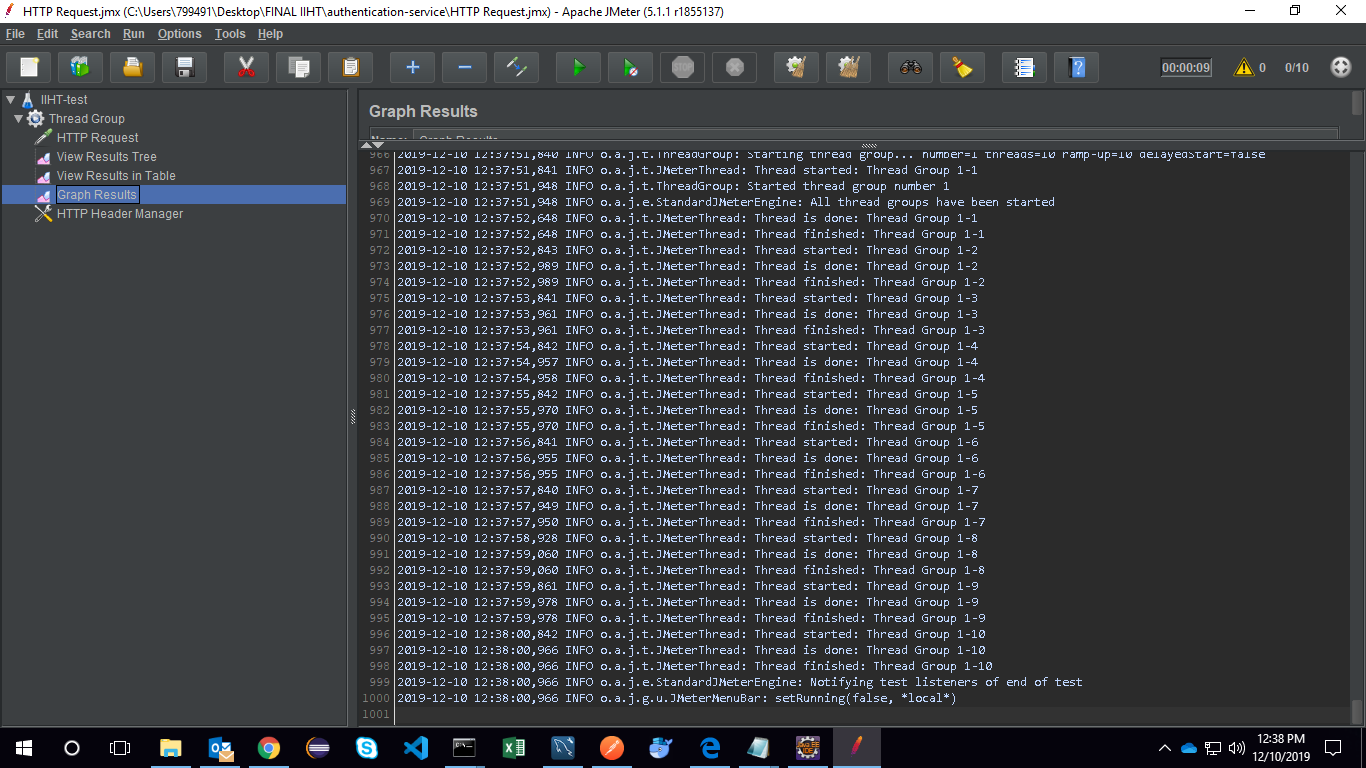 HTTP Request.jmx (C:\Users\799491\Desktop\FINAL IIHT\authentication-service\HTTP Request.jmx) - Apache JMeter (5.1.1 r1855137)
File Edit Search Run Options Tools Help
STOP 00:00:09 0 0/10
IIHT-test
Thread Group
HTTP Request
View Results Tree
View Results in Table
Graph Results
HTTP Header Manager
Graph Results
Name: Graph Results
966 2019-12-10 12:37:51,840 INFO o.a.j.t.ThreadGroup: Starting thread group... number=1 threads=10 ramp-up=10 delayedStart=false
967 2019-12-10 12:37:51,841 INFO o.a.j.t.JMeterThread: Thread started: Thread Group 1-1
968 2019-12-10 12:37:51,948 INFO o.a.j.t.ThreadGroup: Started thread group number 1
969 2019-12-10 12:37:51,948 INFO o.a.j.e.StandardJMeterEngine: All thread groups have been started
970 2019-12-10 12:37:52,648 INFO o.a.j.t.JMeterThread: Thread is done: Thread Group 1-1
971 2019-12-10 12:37:52,648 INFO o.a.j.t.JMeterThread: Thread finished: Thread Group 1-1
972 2019-12-10 12:37:52,843 INFO o.a.j.t.JMeterThread: Thread started: Thread Group 1-2
973 2019-12-10 12:37:52,989 INFO o.a.j.t.JMeterThread: Thread is done: Thread Group 1-2
974 2019-12-10 12:37:52,989 INFO o.a.j.t.JMeterThread: Thread finished: Thread Group 1-2
975 2019-12-10 12:37:53,841 INFO o.a.j.t.JMeterThread: Thread started: Thread Group 1-3
976 2019-12-10 12:37:53,961 INFO o.a.j.t.JMeterThread: Thread is done: Thread Group 1-3
977 2019-12-10 12:37:53,961 INFO o.a.j.t.JMeterThread: Thread finished: Thread Group 1-3
978 2019-12-10 12:37:54,842 INFO o.a.j.t.JMeterThread: Thread started: Thread Group 1-4
979 2019-12-10 12:37:54,957 INFO o.a.j.t.JMeterThread: Thread is done: Thread Group 1-4
980 2019-12-10 12:37:54,958 INFO o.a.j.t.JMeterThread: Thread finished: Thread Group 1-4
981 2019-12-10 12:37:55,842 INFO o.a.j.t.JMeterThread: Thread started: Thread Group 1-5
982 2019-12-10 12:37:55,970 INFO o.a.j.t.JMeterThread: Thread is done: Thread Group 1-5
983 2019-12-10 12:37:55,970 INFO o.a.j.t.JMeterThread: Thread finished: Thread Group 1-5
984 2019-12-10 12:37:56,841 INFO o.a.j.t.JMeterThread: Thread started: Thread Group 1-6
985 2019-12-10 12:37:56,955 INFO o.a.j.t.JMeterThread: Thread is done: Thread Group 1-6
986 2019-12-10 12:37:56,955 INFO o.a.j.t.JMeterThread: Thread finished: Thread Group 1-6
987 2019-12-10 12:37:57,840 INFO o.a.j.t.JMeterThread: Thread started: Thread Group 1-7
988 2019-12-10 12:37:57,949 INFO o.a.j.t.JMeterThread: Thread is done: Thread Group 1-7
989 2019-12-10 12:37:57,950 INFO o.a.j.t.JMeterThread: Thread finished: Thread Group 1-7
990 2019-12-10 12:37:58,928 INFO o.a.j.t.JMeterThread: Thread started: Thread Group 1-8
991 2019-12-10 12:37:59,060 INFO o.a.j.t.JMeterThread: Thread is done: Thread Group 1-8
992 2019-12-10 12:37:59,060 INFO o.a.j.t.JMeterThread: Thread finished: Thread Group 1-8
993 2019-12-10 12:37:59,861 INFO o.a.j.t.JMeterThread: Thread started: Thread Group 1-9
994 2019-12-10 12:37:59,978 INFO o.a.j.t.JMeterThread: Thread is done: Thread Group 1-9
995 2019-12-10 12:37:59,978 INFO o.a.j.t.JMeterThread: Thread finished: Thread Group 1-9
996 2019-12-10 12:38:00,842 INFO o.a.j.t.JMeterThread: Thread started: Thread Group 1-10
997 2019-12-10 12:38:00,966 INFO o.a.j.t.JMeterThread: Thread is done: Thread Group 1-10
998 2019-12-10 12:38:00,966 INFO o.a.j.t.JMeterThread: Thread finished: Thread Group 1-10
999 2019-12-10 12:38:00,966 INFO o.a.j.e.StandardJMeterEngine: Notifying test listeners of end of test
1000 2019-12-10 12:38:00,966 INFO o.a.j.g.u.JMeterMenuBar: setRunning(false, *local*)
1001
12:38 PM
12/10/2019